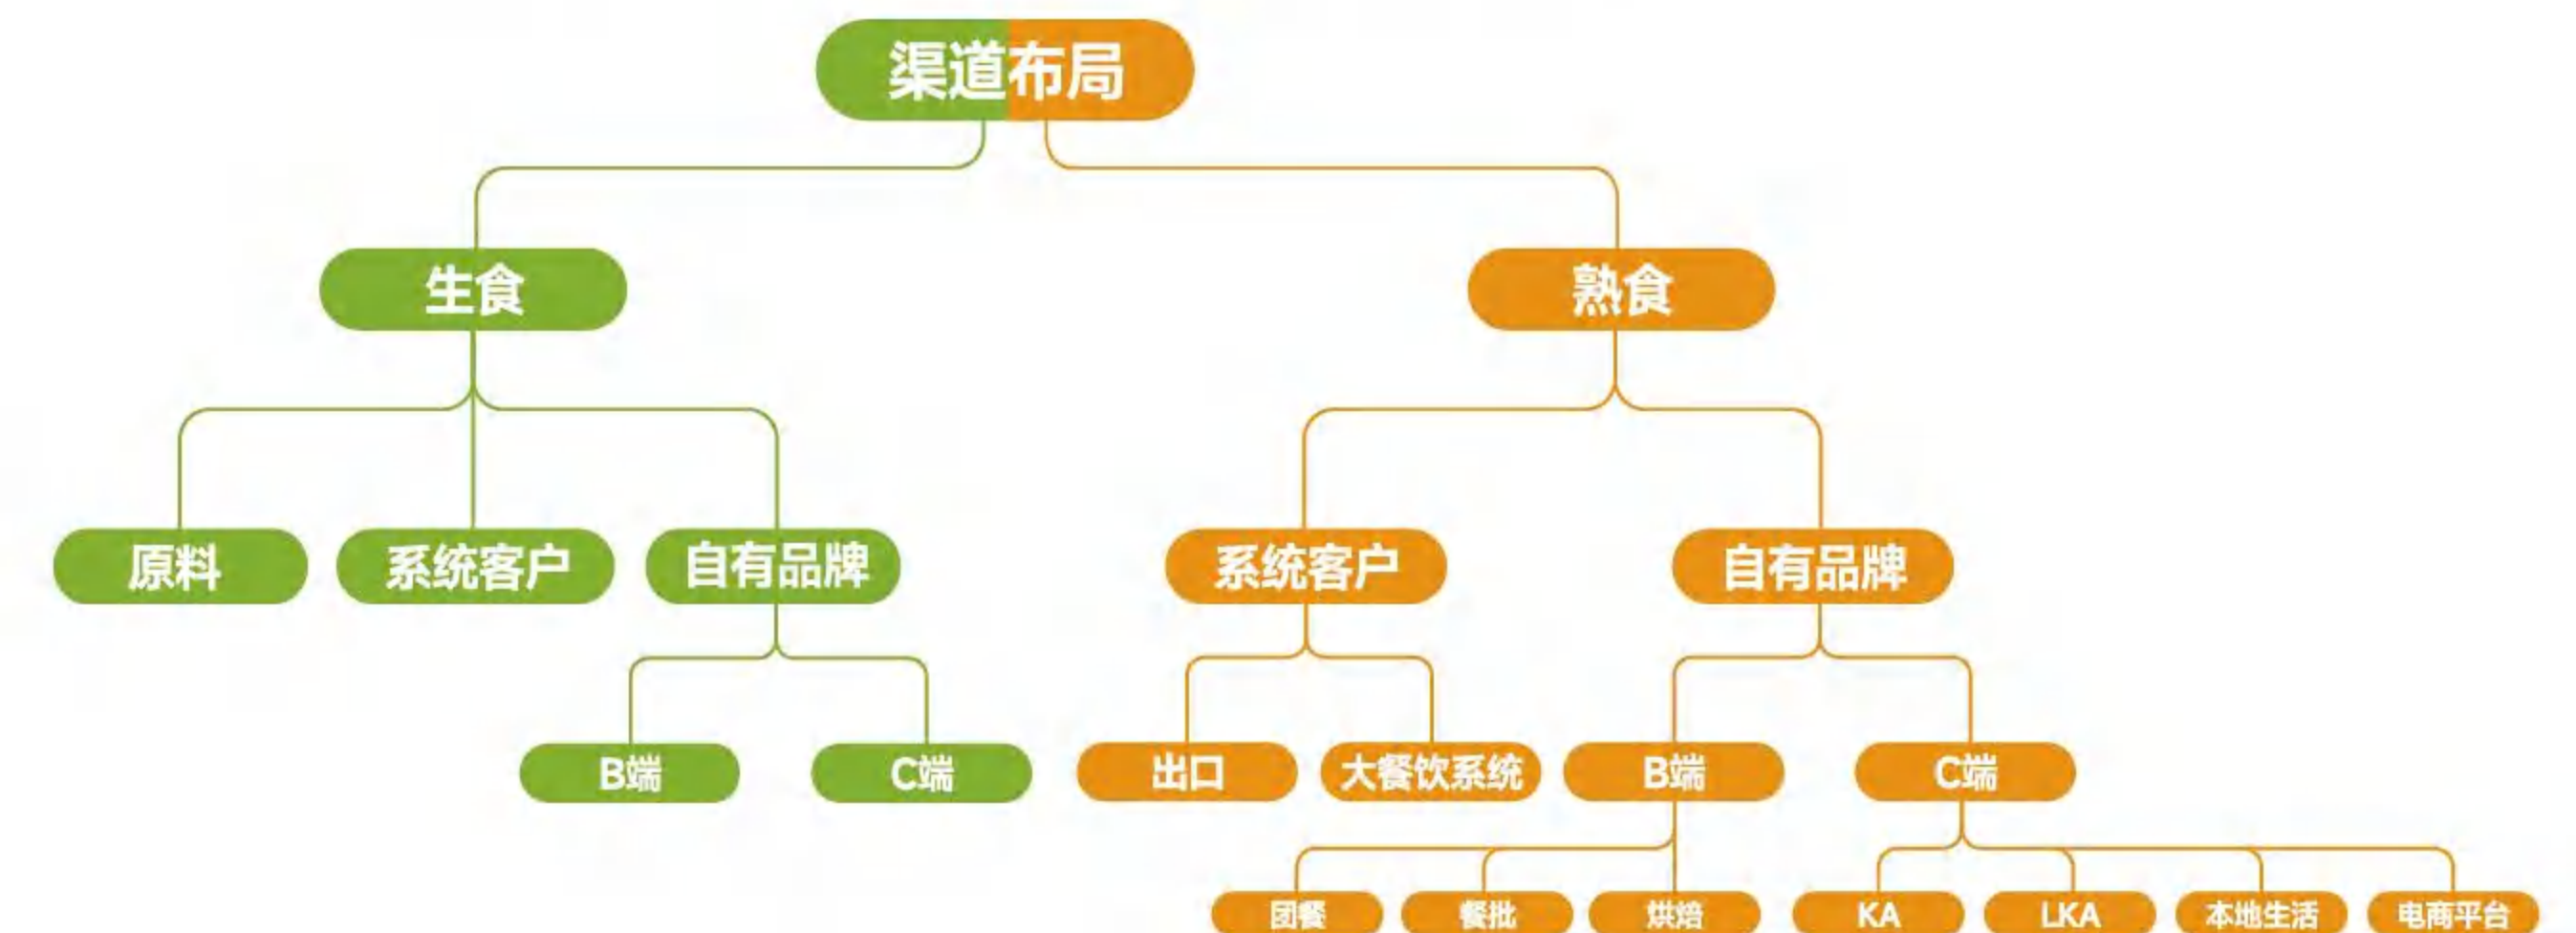 渠道布局
生食
熟食
原料
系统客户
自有品牌
系统客户
自有品牌
B端
C端
出口
大餐饮系统
B端
C端
团餐
餐批
烘焙
KA
LKA
本地生活
电商平台